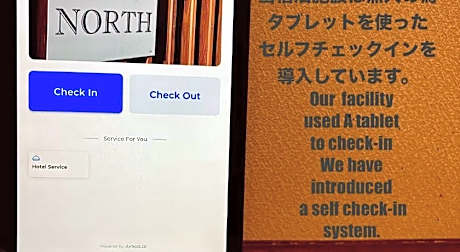 NORTH
Check In
Check Out
Service For You
Hotel Service
タブレットを使った
セルフチェックインを
導入しています。
Our facility
used A tablet
to check-in
We have
introduced
a self check-in
system.